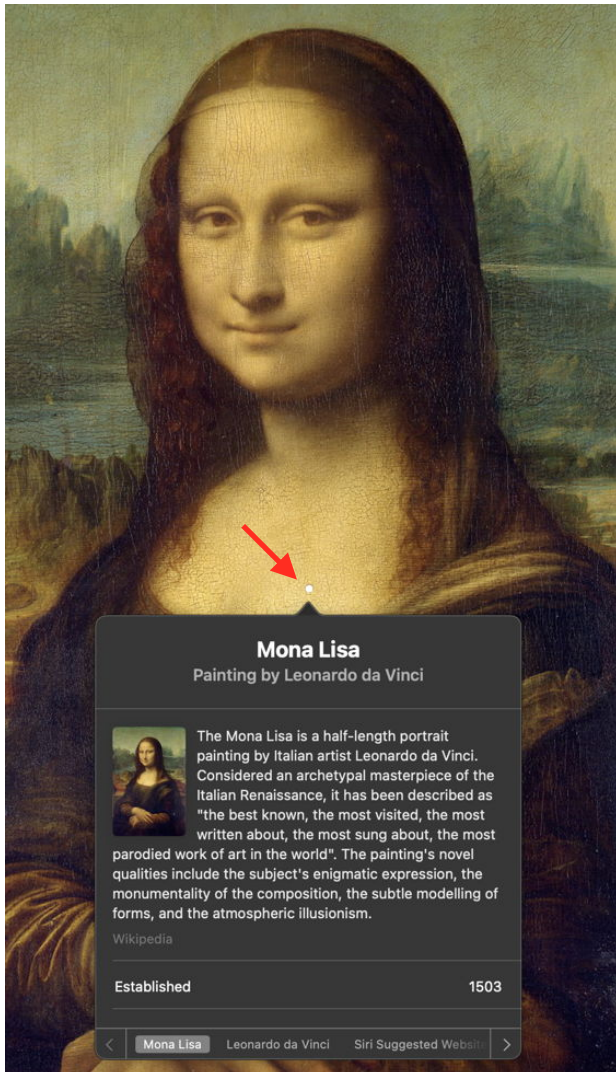 Mona Lisa
Painting by Leonardo da Vinci
The Mona Lisa is a half-length portrait
painting by Italian artist Leonardo da Vinci.
Considered an archetypal masterpiece of the
Italian Renaissance, it has been described as
"the best known, the most visited, the most
written about, the most sung about, the most
parodied work of art in the world". The painting's novel
qualities include the subject's enigmatic expression, the
monumentality of the composition, the subtle modelling of
forms, and the atmospheric illusionism.
Wikipedia
Established 1503
Mona Lisa Leonardo da Vinci Siri Suggested